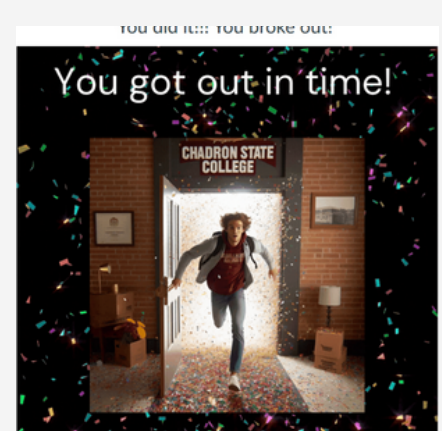 You did it!!! You broke out!
You got out in time!
CHADRON STATE
COLLEGE